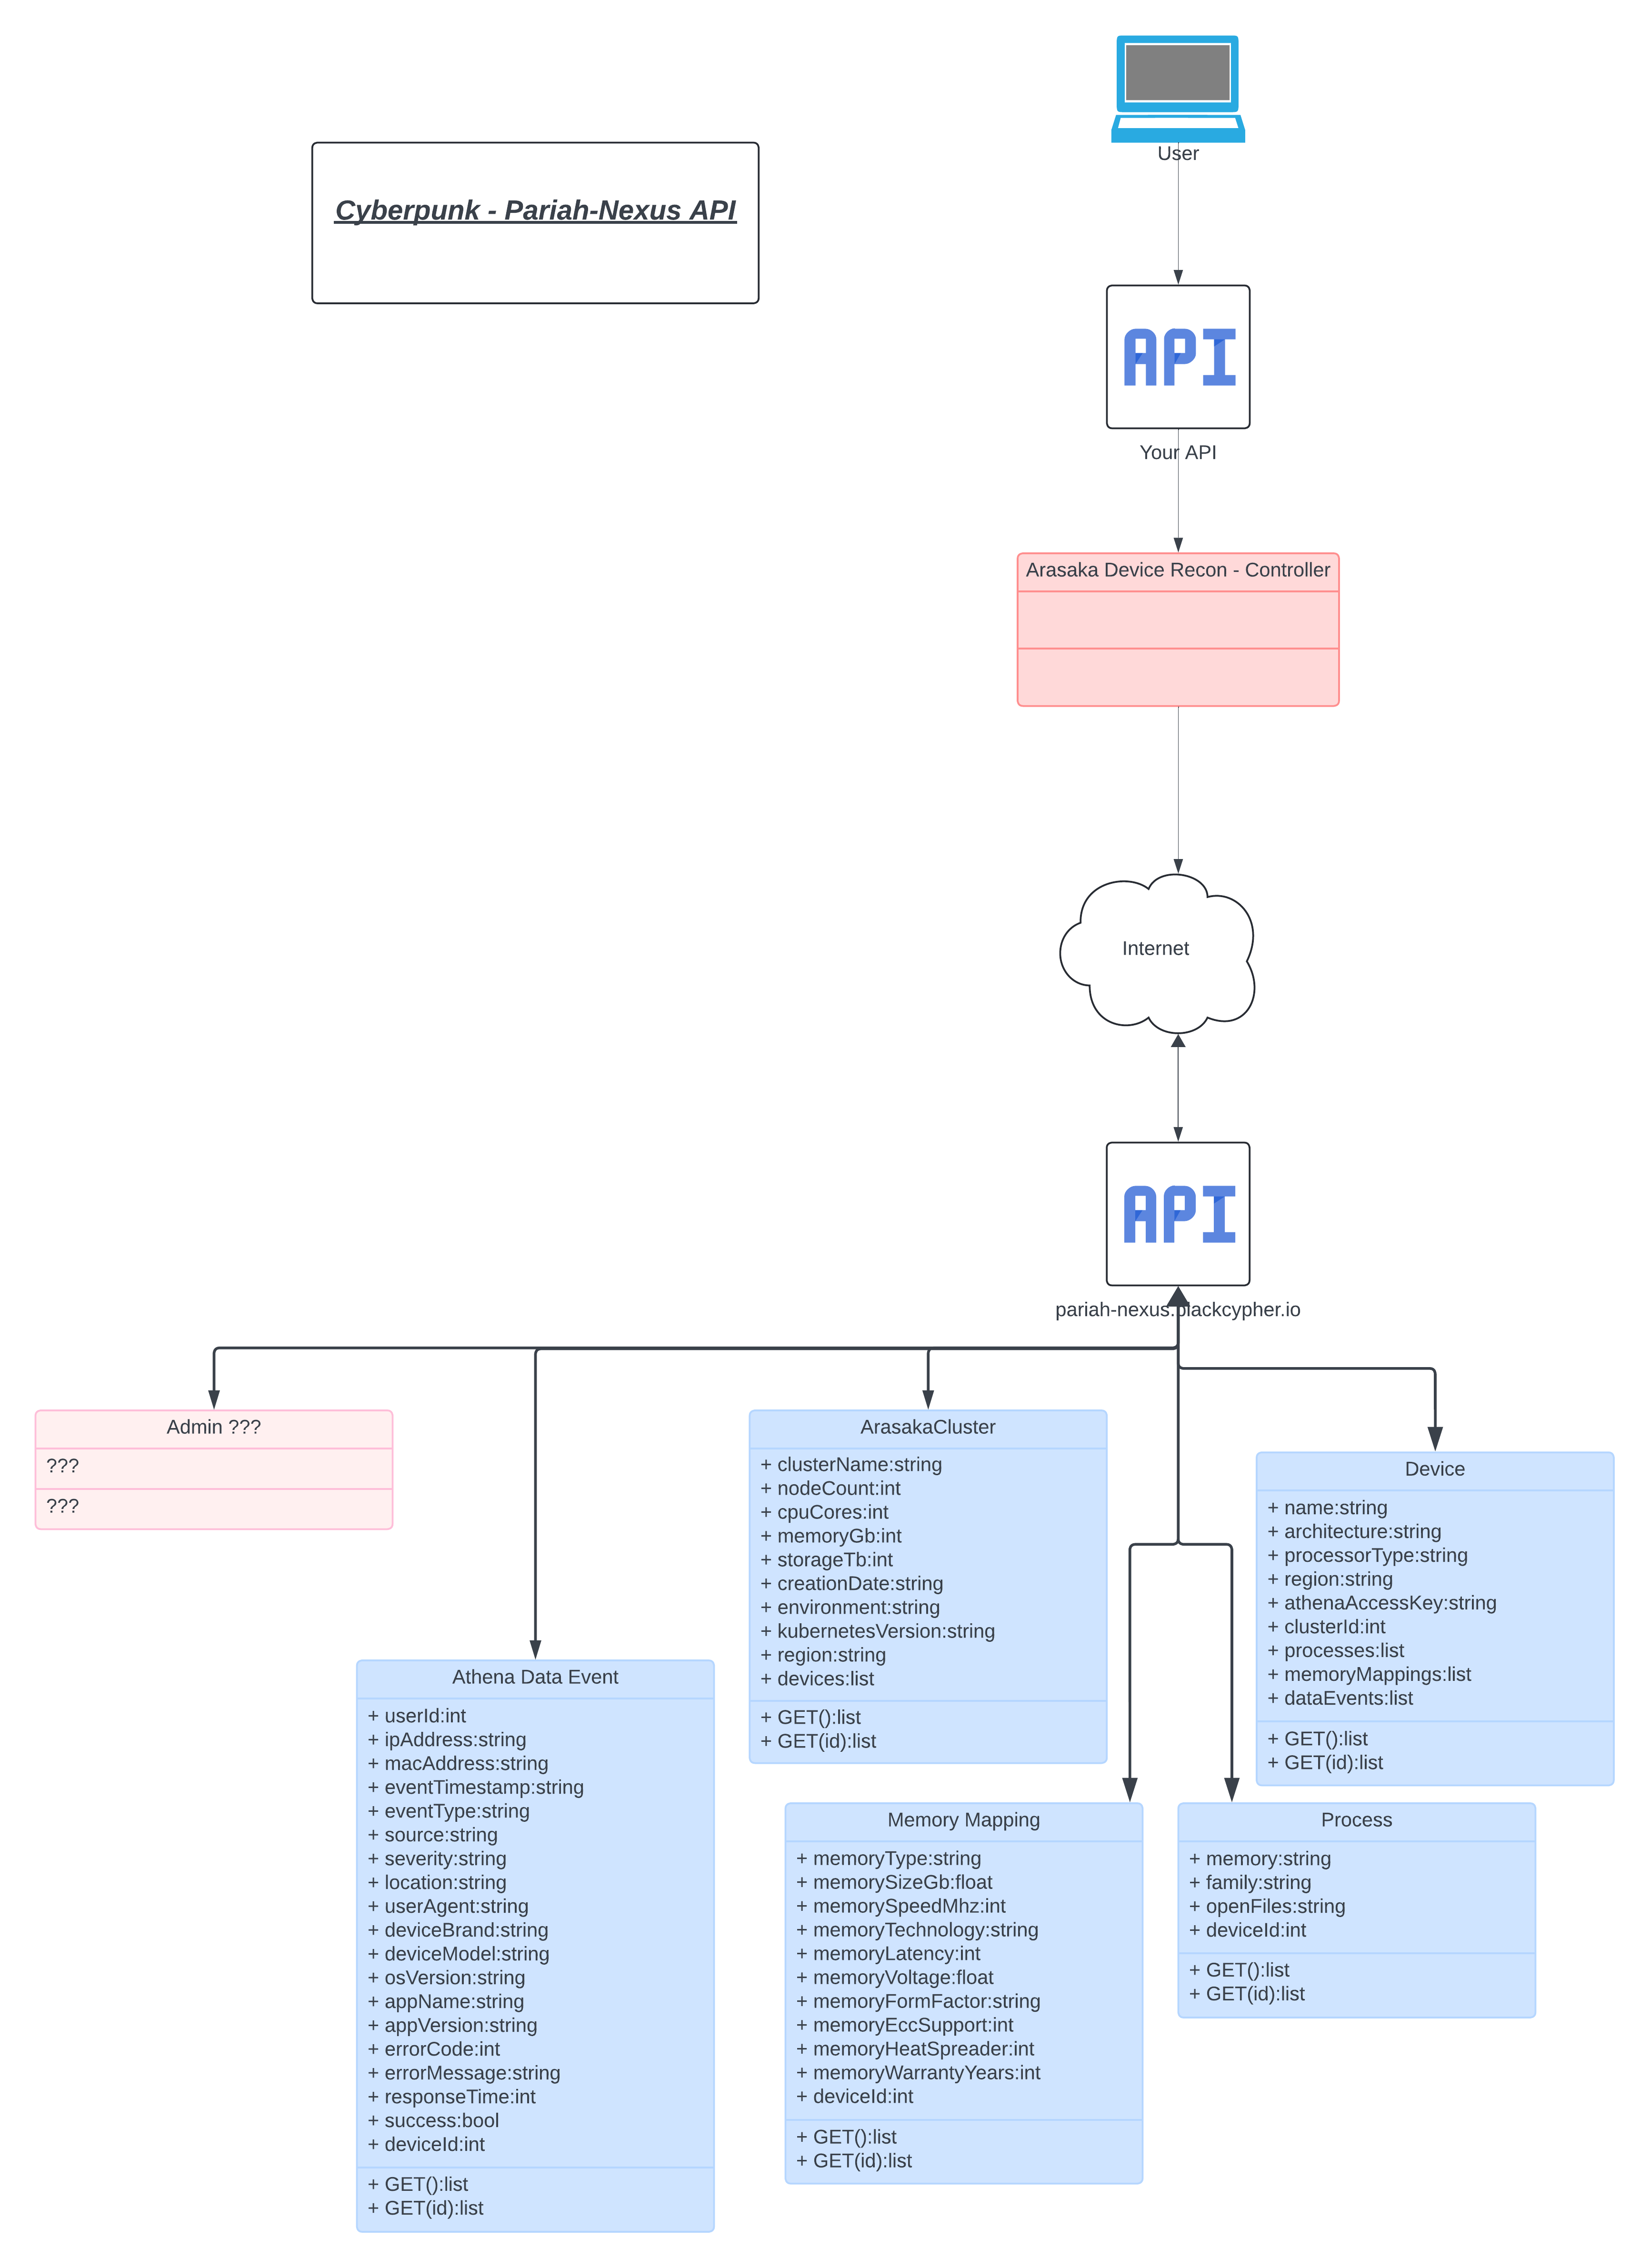 User
Cyberpunk - Pariah-Nexus API
API
Your API
Arasaka Device Recon - Controller
Internet
API
pariah-nexus.blackcypher.io
Admin ???
???
???
ArasakaCluster
+ clusterName:string
+ nodeCount:int
+ cpuCores:int
+ memoryGb:int
+ storageTb:int
+ creationDate:string
+ environment:string
+ kubernetesVersion:string
+ region:string
+ devices:list
+ GET():list
+ GET(id):list
Device
+ name:string
+ architecture:string
+ processorType:string
+ region:string
+ athenaAccessKey:string
+ clusterId:int
+ processes:list
+ memoryMappings:list
+ dataEvents:list
+ GET():list
+ GET(id):list
Athena Data Event
+ userId:int
+ ipAddress:string
+ macAddress:string
+ eventTimestamp:string
+ eventType:string
+ source:string
+ severity:string
+ location:string
+ userAgent:string
+ deviceBrand:string
+ deviceModel:string
+ osVersion:string
+ appName:string
+ appVersion:string
+ errorCode:int
+ errorMessage:string
+ responseTime:int
+ success:bool
+ deviceId:int
+ GET():list
+ GET(id):list
Memory Mapping
+ memoryType:string
+ memorySizeGb:float
+ memorySpeedMhz:int
+ memoryTechnology:string
+ memoryLatency:int
+ memoryVoltage:float
+ memoryFormFactor:string
+ memoryEccSupport:int
+ memoryHeatSpreader:int
+ memoryWarrantyYears:int
+ deviceId:int
+ GET():list
+ GET(id):list
Process
+ memory:string
+ family:string
+ openFiles:string
+ deviceId:int
+ GET():list
+ GET(id):list